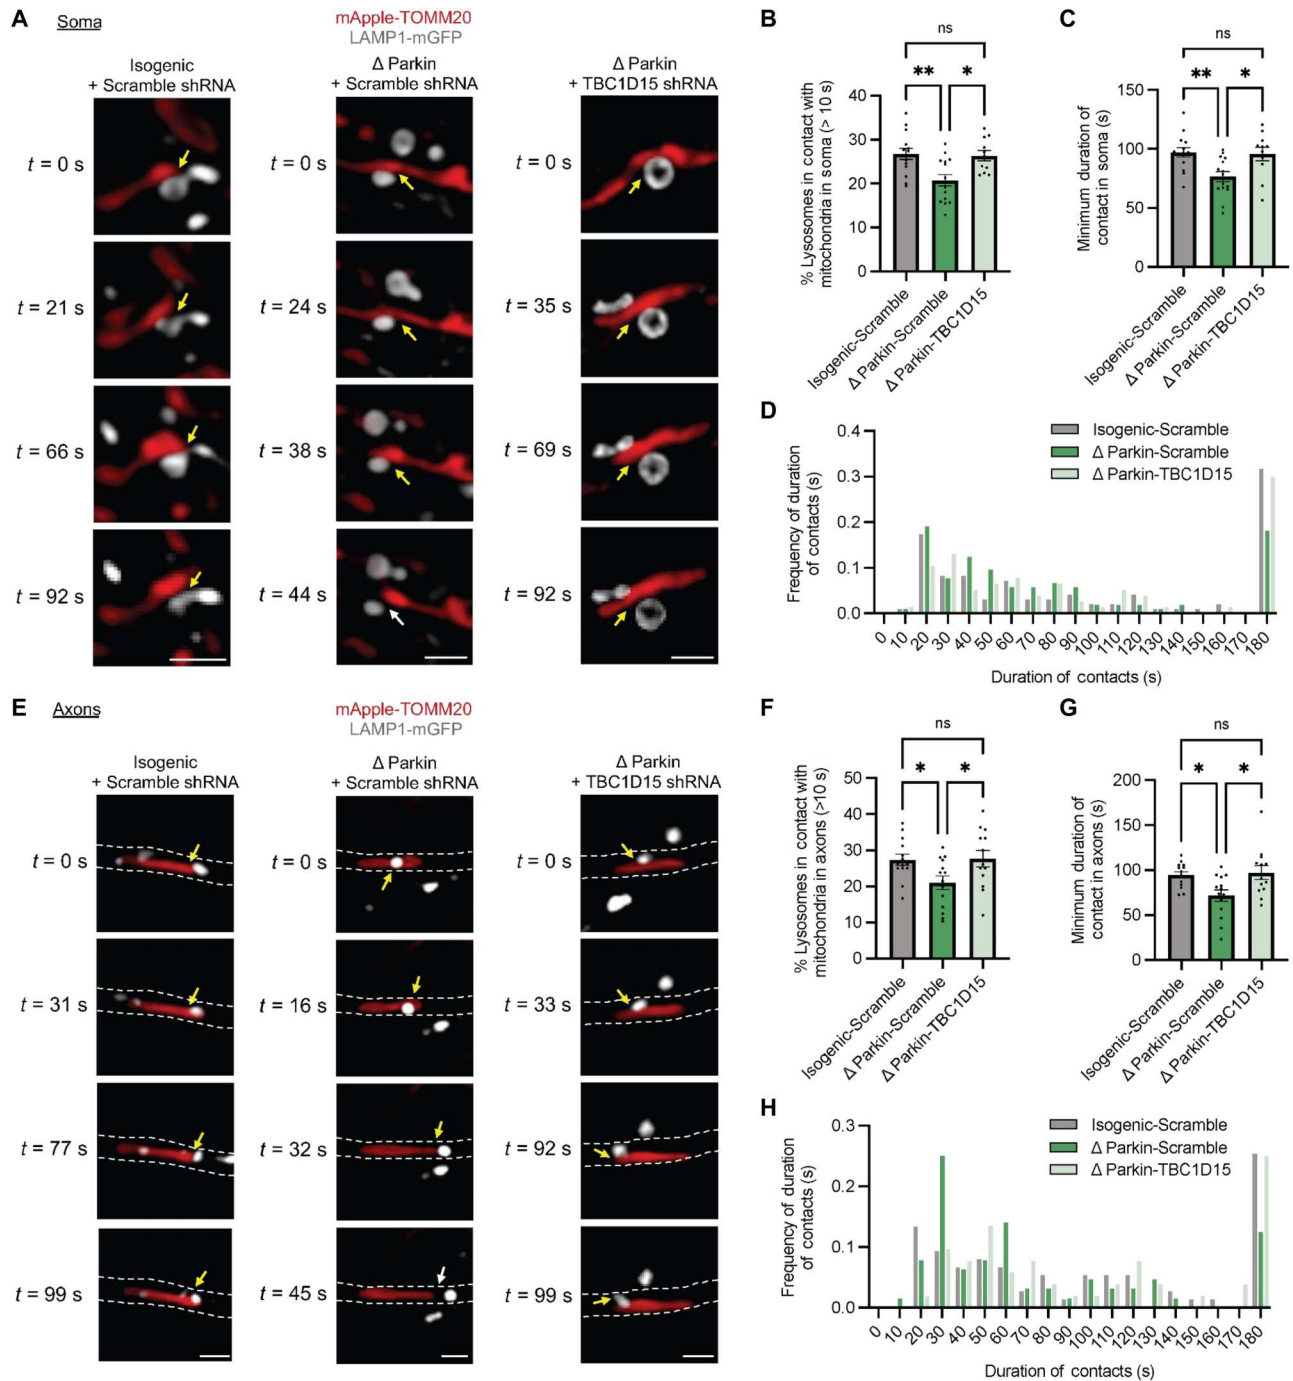 A Soma
mApple-TOMM20
LAMP1-mGFP
Isogenic
+ Scramble shRNA
Δ Parkin
+ Scramble shRNA
Δ Parkin
+ TBC1D15 shRNA
t = 0 s
t = 0 s
t = 0 s
t = 21 s
t = 24 s
t = 35 s
t = 66 s
t = 38 s
t = 69 s
t = 92 s
t = 44 s
t = 92 s
B
ns
** *
% Lysosomes in contact with
mitochondria in soma (> 10 s)
40
30
20
10
0
Isogenic-Scramble
Δ Parkin-Scramble
Δ Parkin-TBC1D15
C
ns
** *
Minimum duration of
contact in soma (s)
150
100
50
0
Isogenic-Scramble
Δ Parkin-Scramble
Δ Parkin-TBC1D15
D
Isogenic-Scramble
Δ Parkin-Scramble
Δ Parkin-TBC1D15
Frequency of duration
of contacts (s)
0.4
0.3
0.2
0.1
0.0
0 10 20 30 40 50 60 70 80 90 100 110 120 130 140 150 160 170 180
Duration of contacts (s)
E Axons
mApple-TOMM20
LAMP1-mGFP
Isogenic
+ Scramble shRNA
Δ Parkin
+ Scramble shRNA
Δ Parkin
+ TBC1D15 shRNA
t = 0 s
t = 0 s
t = 0 s
t = 31 s
t = 16 s
t = 33 s
t = 77 s
t = 32 s
t = 92 s
t = 99 s
t = 45 s
t = 99 s
F
ns
* *
% Lysosomes in contact with
mitochondria in axons (>10 s)
50
40
30
20
10
0
Isogenic-Scramble
Δ Parkin-Scramble
Δ Parkin-TBC1D15
G
ns
* *
Minimum duration of
contact in axons (s)
200
150
100
50
0
Isogenic-Scramble
Δ Parkin-Scramble
Δ Parkin-TBC1D15
H
Isogenic-Scramble
Δ Parkin-Scramble
Δ Parkin-TBC1D15
Frequency of duration
of contacts (s)
0.3
0.2
0.1
0.0
0 10 20 30 40 50 60 70 80 90 100 110 120 130 140 150 160 170 180
Duration of contacts (s)